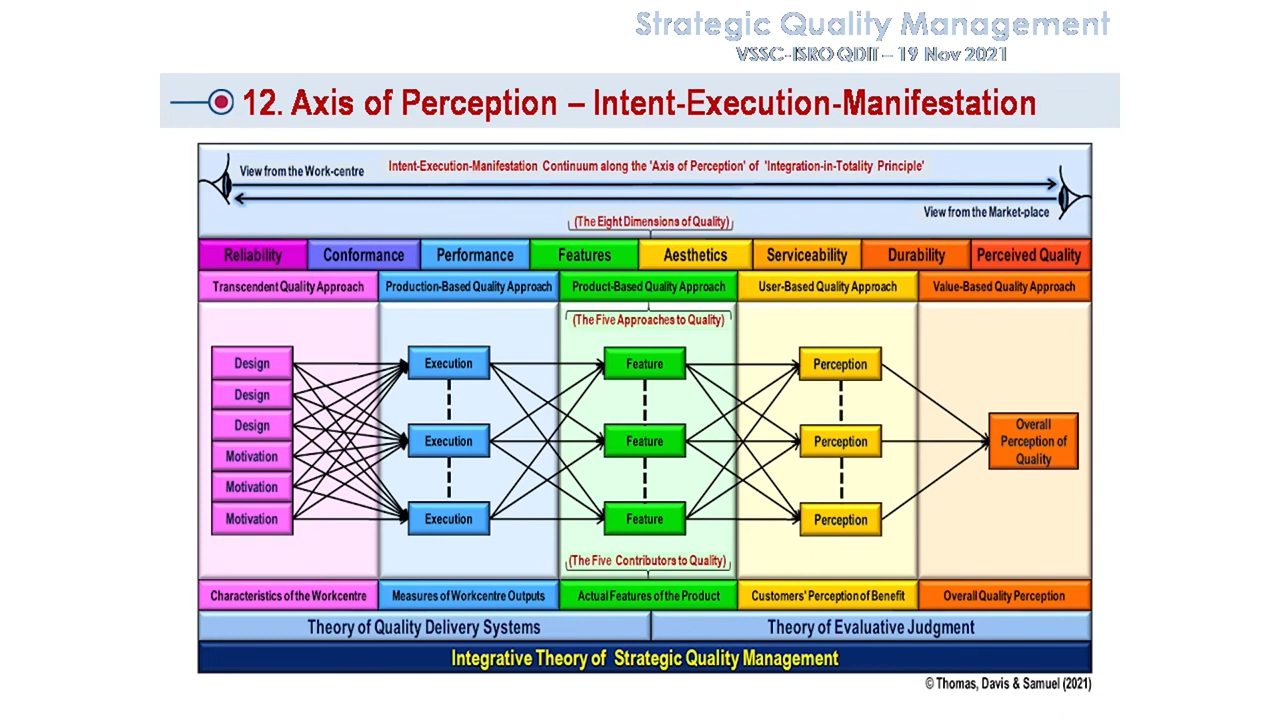 Strategic Quality Management
VSSC-ISRO QDIT – 19 Nov 2021
12. Axis of Perception – Intent-Execution-Manifestation
View from the Work-centre
Intent-Execution-Manifestation Continuum along the 'Axis of Perception' of 'Integration-in-Totality Principle'
View from the Market-place
(The Eight Dimensions of Quality)
Reliability Conformance Performance Features Aesthetics Serviceability Durability Perceived Quality
Transcendent Quality Approach Production-Based Quality Approach Product-Based Quality Approach User-Based Quality Approach Value-Based Quality Approach
(The Five Approaches to Quality)
Design Execution Feature Perception
Design
Design
Execution Feature Perception
Overall
Perception of
Quality
Motivation
Motivation
Motivation Execution Feature Perception
(The Five Contributors to Quality)
Characteristics of the Workcentre Measures of Workcentre Outputs Actual Features of the Product Customers' Perception of Benefit Overall Quality Perception
Theory of Quality Delivery Systems Theory of Evaluative Judgment
Integrative Theory of Strategic Quality Management
© Thomas, Davis & Samuel (2021)